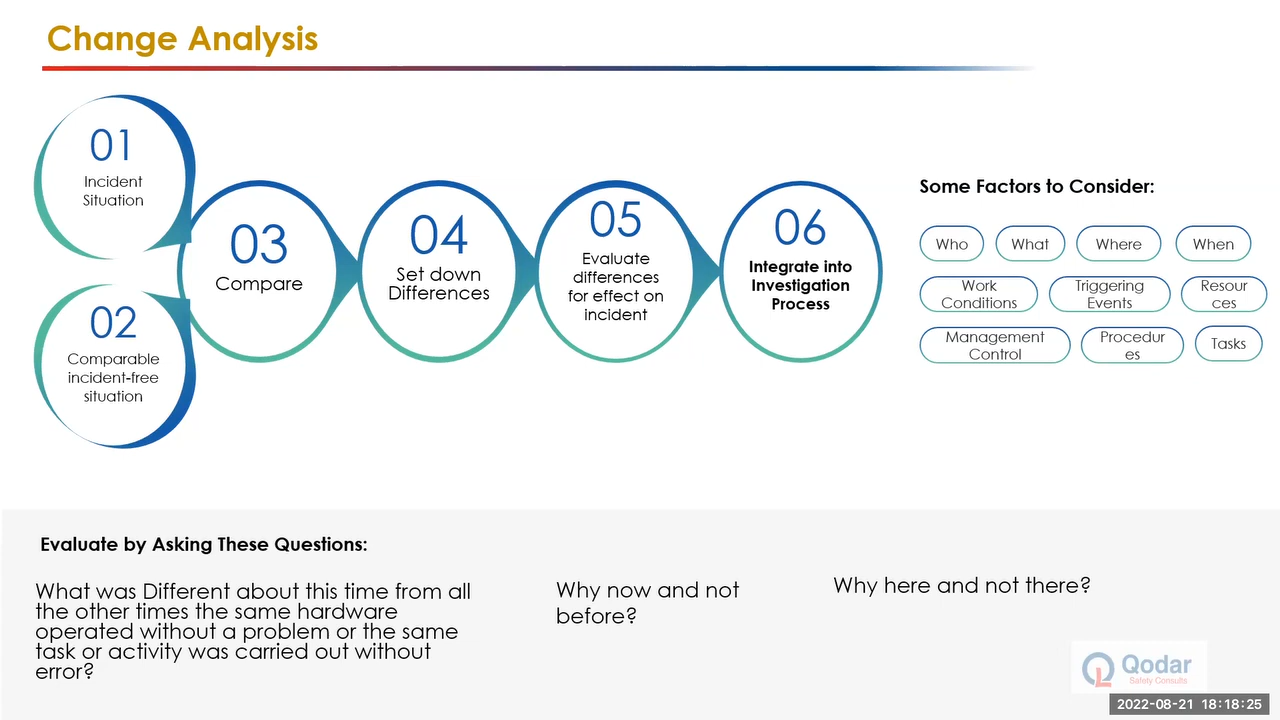 Change Analysis
01
Incident
Situation
02
Comparable
incident-free
situation
03
Compare
04
Set down
Differences
05
Evaluate
differences
for effect on
incident
06
Integrate into
Investigation
Process
Some Factors to Consider:
Who
What
Where
When
Work
Conditions
Triggering
Events
Resour
ces
Management
Control
Procedur
es
Tasks
Evaluate by Asking These Questions:
What was Different about this time from all
the other times the same hardware
operated without a problem or the same
task or activity was carried out without
error?
Why now and not
before?
Why here and not there?
Qodar
Safety Consults
2022-08-21 18:18:25